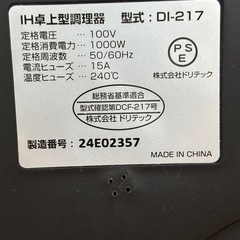 IH卓上型調理器 型式：DI-217
定格電圧 ― 100V
定格消費電力 ― 1000W
定格周波数 ― 50/60Hz
電流ヒューズ ― 15A
温度ヒューズ ― 240℃
PSE
株式会社ドリテック
総務省基準適合
型式確認第DCF-217号
株式会社 ドリテック
製造番号：24E02357
MADE IN CHINA